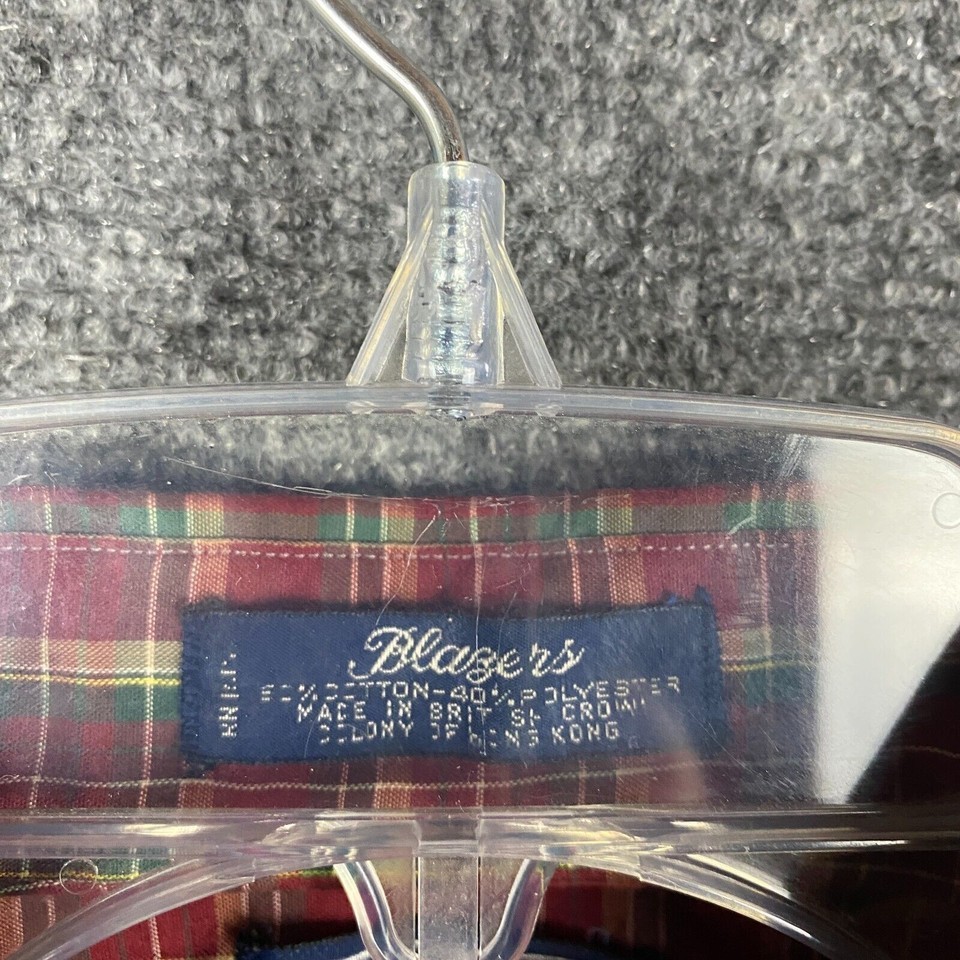 Blazers
60% COTTON-40% POLYESTER
MADE IN BRITISH CROWN
COLONY OF HONG KONG